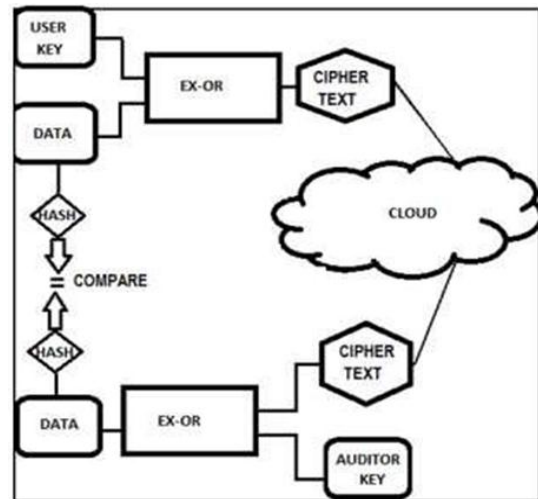 USER
KEY
EX-OR
CIPHER
TEXT
DATA
CLOUD
HASH
= COMPARE
HASH
CIPHER
TEXT
DATA
EX-OR
AUDITOR
KEY